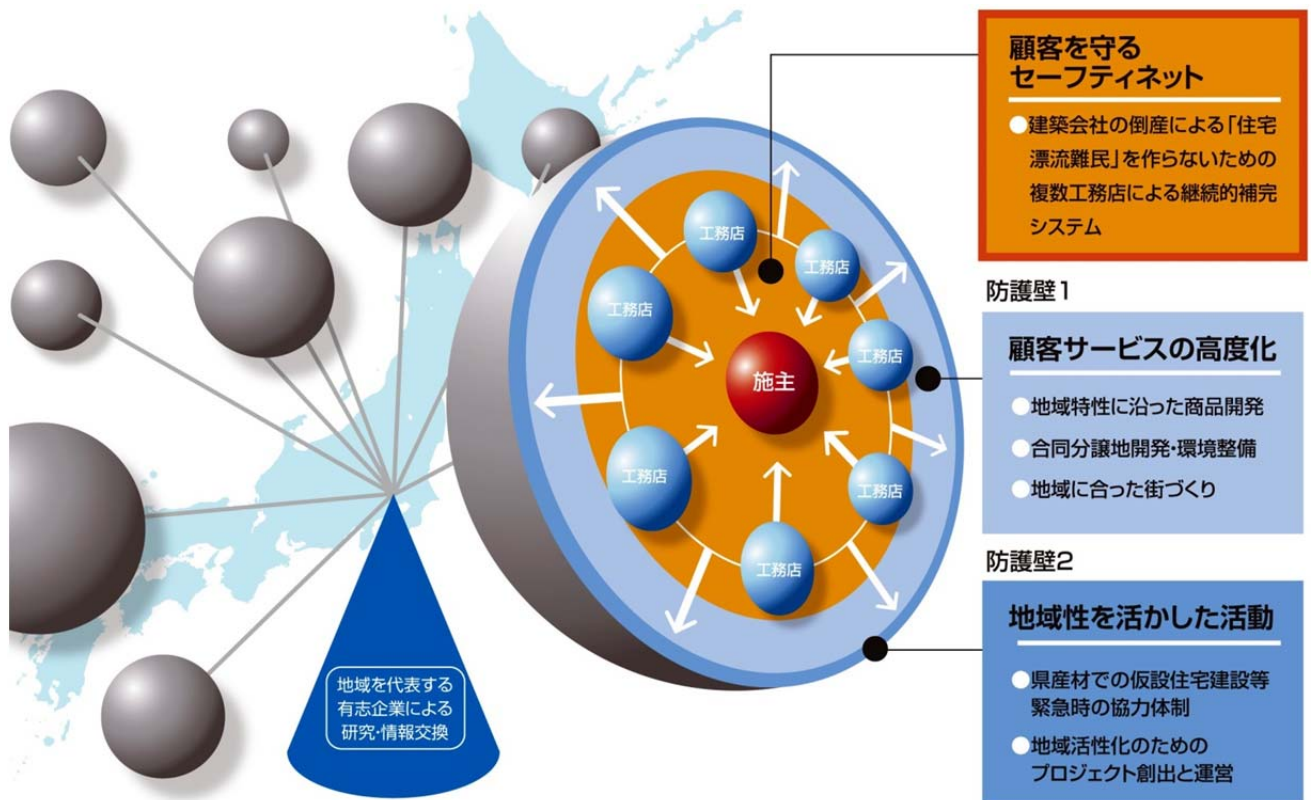 顧客を守る
セーフティネット
●建築会社の倒産による「住宅
漂流難民」を作らないための
複数工務店による継続的補完
システム
防護壁1
顧客サービスの高度化
●地域特性に沿った商品開発
●合同分譲地開発・環境整備
●地域に合った街づくり
防護壁2
地域性を活かした活動
●県産材での仮設住宅建設等
緊急時の協力体制
●地域活性化のための
プロジェクト創出と運営
工務店
工務店
工務店
工務店
施主
工務店
工務店
工務店
地域を代表する
有志企業による
研究・情報交換